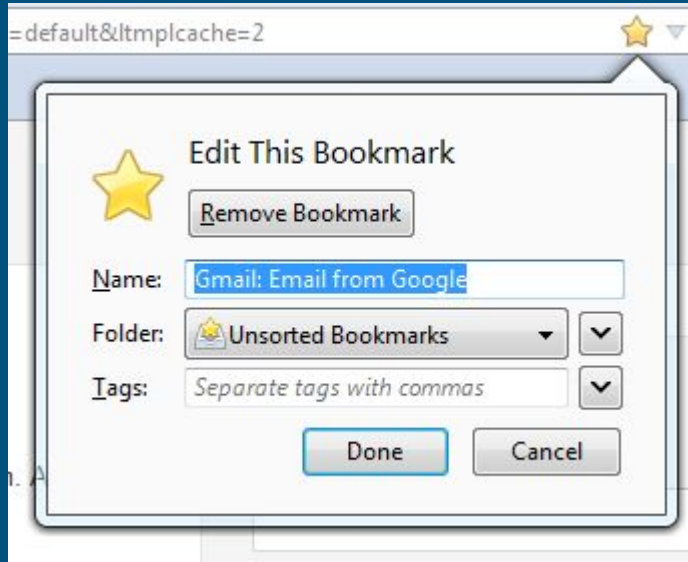 =default&ltmplcache=2
Edit This Bookmark
Remove Bookmark
Name: Gmail: Email from Google
Folder: Unsorted Bookmarks
Tags: Separate tags with commas
Done Cancel
. A